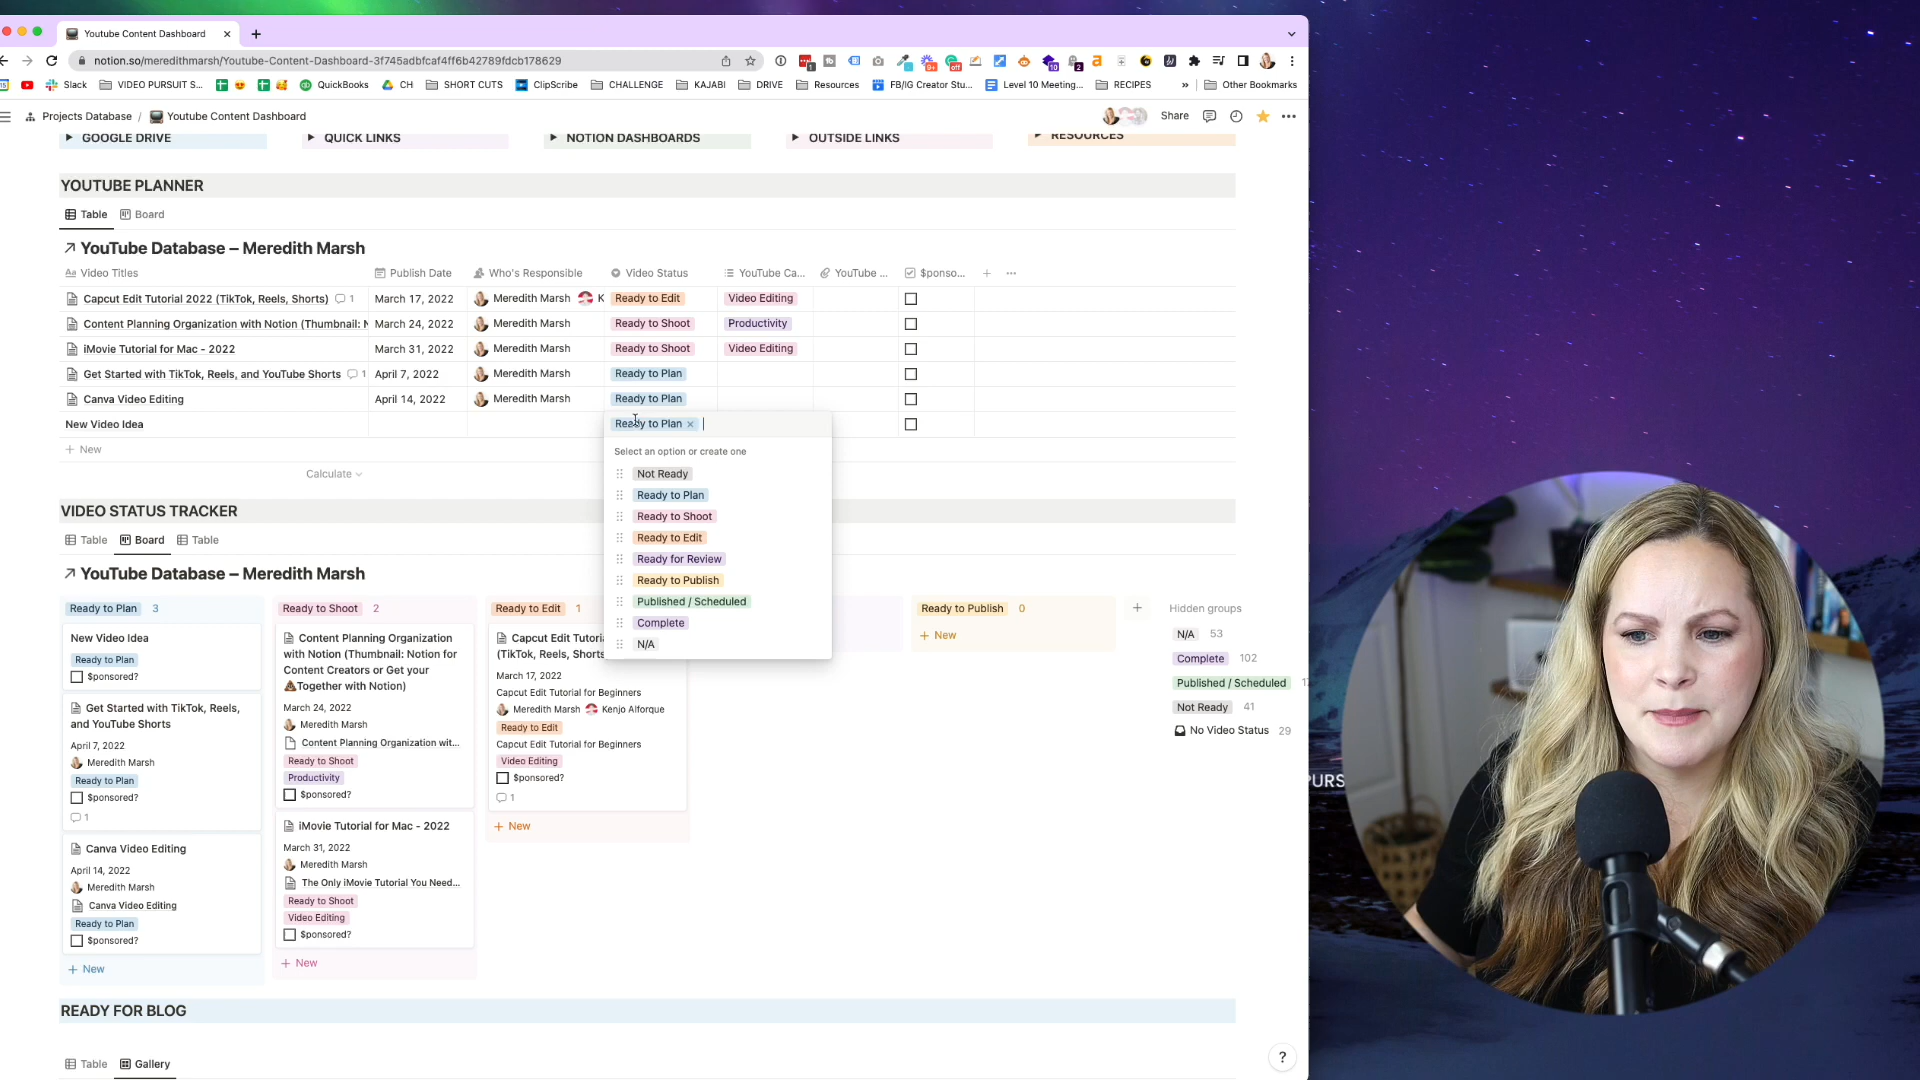 Youtube Content Dashboard
notion.so/meredithmarsh/Youtube-Content-Dashboard-3f745adbfcaf4ff6b42789fdcb178629
Slack
VIDEO PURSUIT S...
QuickBooks
CH
SHORT CUTS
ClipScribe
CHALLENGE
KAJABI
DRIVE
Resources
FB/IG Creator Stu...
Level 10 Meeting...
RECIPES
»
Other Bookmarks
Projects Database / Youtube Content Dashboard
Share
GOOGLE DRIVE
QUICK LINKS
NOTION DASHBOARDS
OUTSIDE LINKS
RESOURCES
YOUTUBE PLANNER
Table Board
YouTube Database – Meredith Marsh
Video Titles Publish Date Who's Responsible Video Status YouTube Ca... YouTube ... $ponso...
Capcut Edit Tutorial 2022 (TikTok, Reels, Shorts) 1 March 17, 2022 Meredith Marsh K Ready to Edit Video Editing
Content Planning Organization with Notion (Thumbnail: N March 24, 2022 Meredith Marsh Ready to Shoot Productivity
iMovie Tutorial for Mac - 2022 March 31, 2022 Meredith Marsh Ready to Shoot Video Editing
Get Started with TikTok, Reels, and YouTube Shorts 1 April 7, 2022 Meredith Marsh Ready to Plan
Canva Video Editing April 14, 2022 Meredith Marsh Ready to Plan
New Video Idea Ready to Plan ×
+ New
Calculate
Select an option or create one
Not Ready
Ready to Plan
Ready to Shoot
Ready to Edit
Ready for Review
Ready to Publish
Published / Scheduled
Complete
N/A
VIDEO STATUS TRACKER
Table Board Table
YouTube Database – Meredith Marsh
Ready to Plan 3
New Video Idea
Ready to Plan
$ponsored?
Get Started with TikTok, Reels,
and YouTube Shorts
April 7, 2022
Meredith Marsh
Ready to Plan
$ponsored?
1
Canva Video Editing
April 14, 2022
Meredith Marsh
Canva Video Editing
Ready to Plan
$ponsored?
+ New
Ready to Shoot 2
Content Planning Organization
with Notion (Thumbnail: Notion
for Content Creators or Get your
💩Together with Notion)
March 24, 2022
Meredith Marsh
Content Planning Organization wit...
Ready to Shoot
Productivity
$ponsored?
iMovie Tutorial for Mac - 2022
March 31, 2022
Meredith Marsh
The Only iMovie Tutorial You Need...
Ready to Shoot
Video Editing
$ponsored?
+ New
Ready to Edit 1
Capcut Edit Tutoria
(TikTok, Reels, Shorts
March 17, 2022
Capcut Edit Tutorial for Beginners
Meredith Marsh Kenjo Alforque
Ready to Edit
Capcut Edit Tutorial for Beginners
Video Editing
$ponsored?
1
+ New
Ready to Publish 0
+ New
Hidden groups
N/A 53
Complete 102
Published / Scheduled
Not Ready 41
No Video Status 29
PURS
READY FOR BLOG
Table Gallery
?